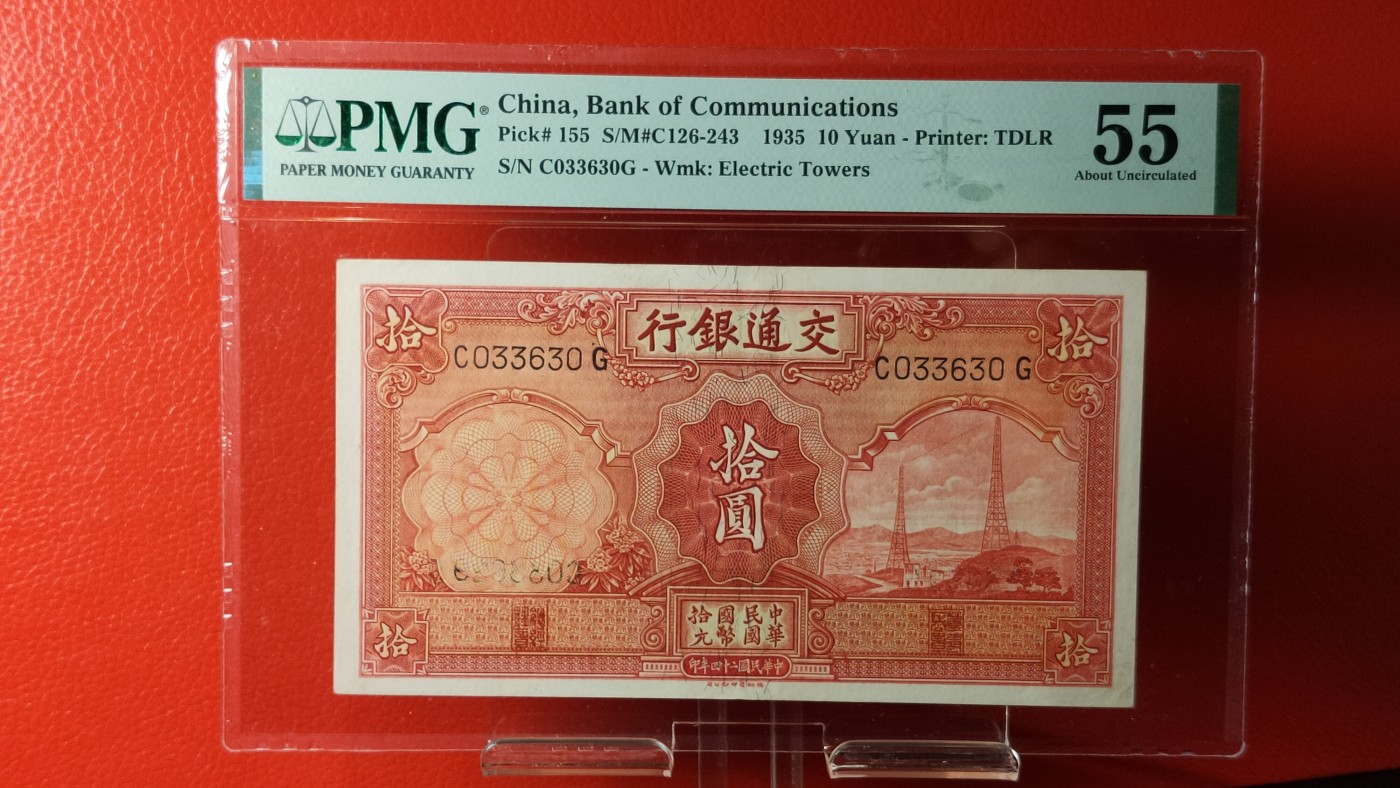 PMG®
PAPER MONEY GUARANTY
China, Bank of Communications
Pick# 155 S/M#C126-243 1935 10 Yuan - Printer: TDLR
S/N C033630G - Wmk: Electric Towers
55
About Uncirculated
行銀通交
拾
拾
C033630 G
C033630 G
拾圓
中華民國國幣拾元
拾
拾
印年四十二國民華中